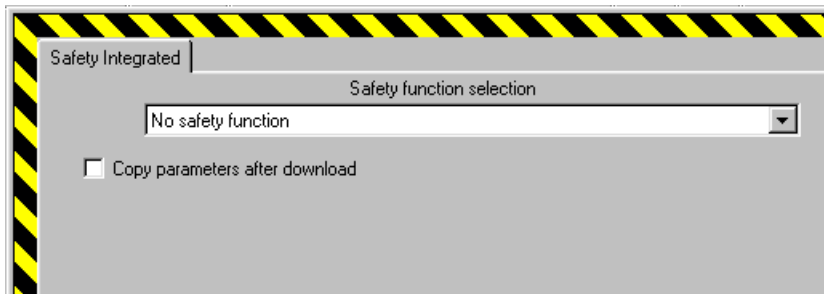 Safety Integrated
Safety function selection
No safety function
Copy parameters after download